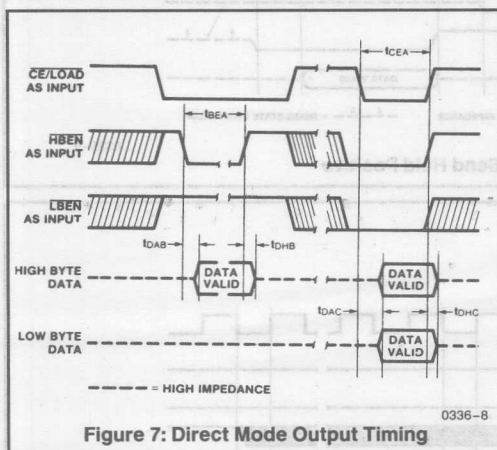 tCEA
CE/LOAD
AS INPUT
tBEA
HBEN
AS INPUT
LBEN
AS INPUT
tDAB
tDHB
HIGH BYTE
DATA
DATA
VALID
DATA
VALID
tDAC
tDHC
LOW BYTE
DATA
DATA
VALID
= HIGH IMPEDANCE
0336-8
Figure 7: Direct Mode Output Timing